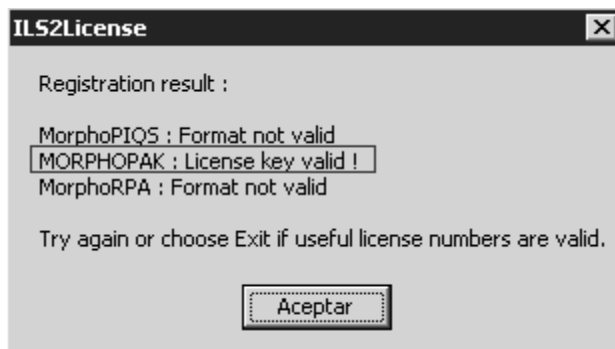 ILS2License
Registration result :
MorphoPIQS : Format not valid
MORPHOPAK : License key valid !
MorphoRPA : Format not valid
Try again or choose Exit if useful license numbers are valid.
Aceptar